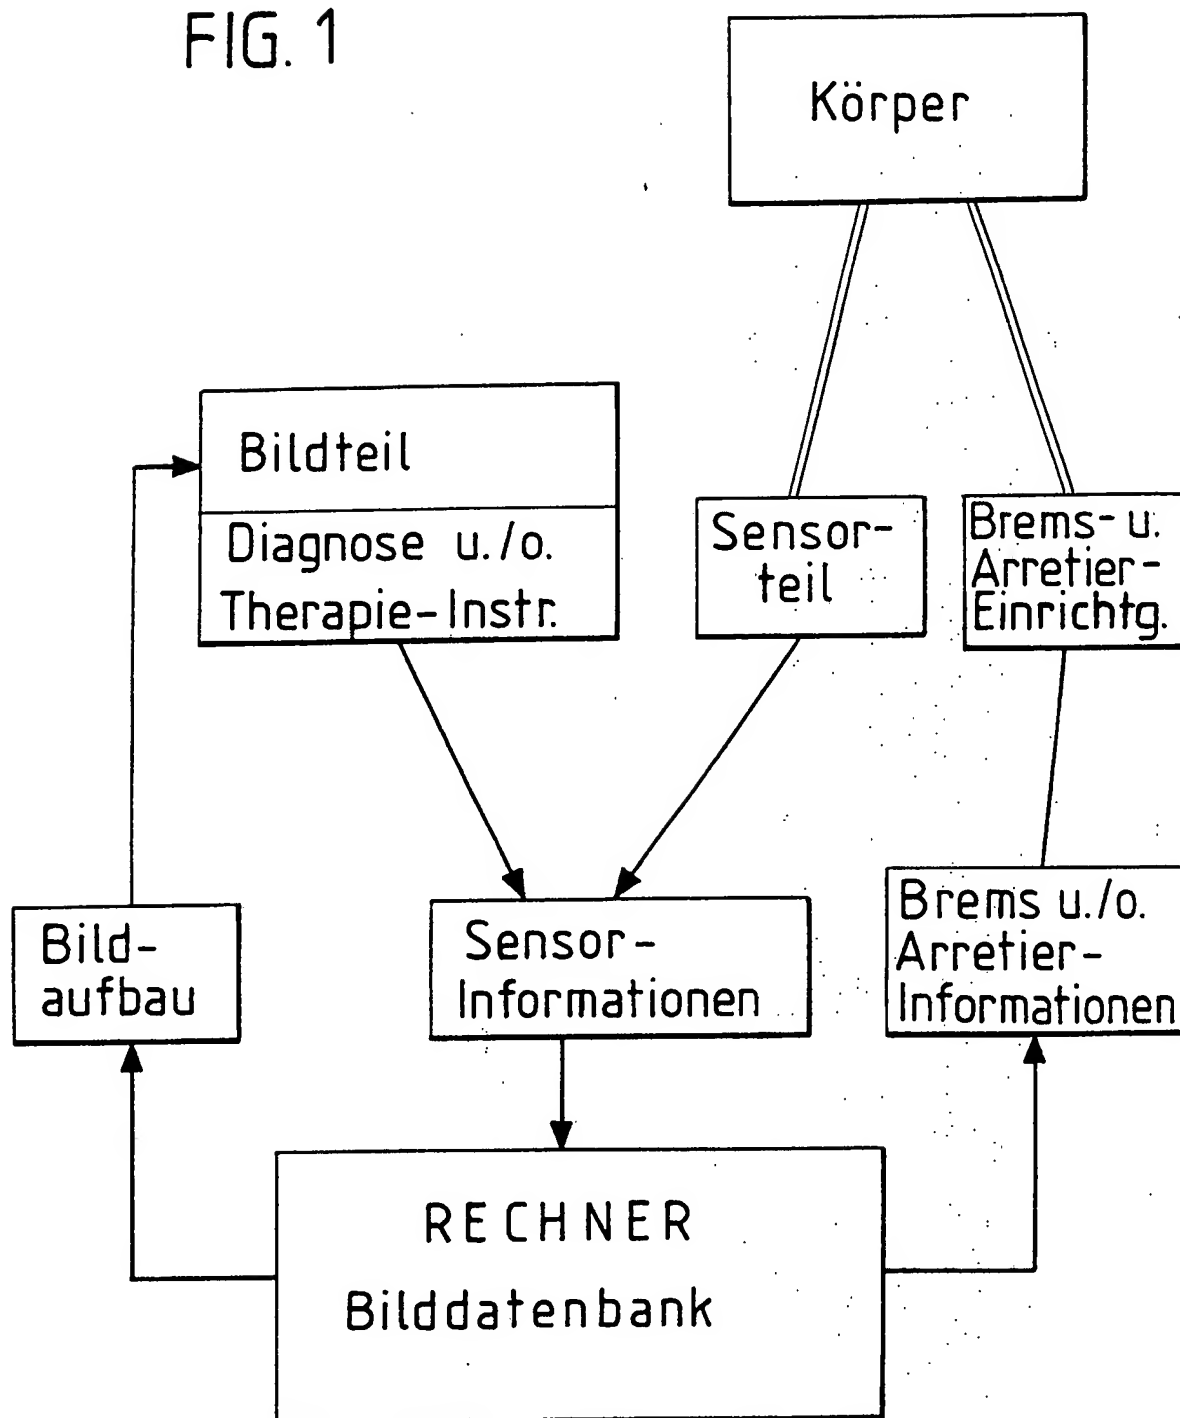 FIG. 1
Körper
Bildteil
Diagnose u./o.
Therapie-Instr.
Sensor-
teil
Brems- u.
Arretier-
Einrichtg.
Bild-
aufbau
Sensor-
Informationen
Brems u./o.
Arretier-
Informationen
RECHNER
Bilddatenbank